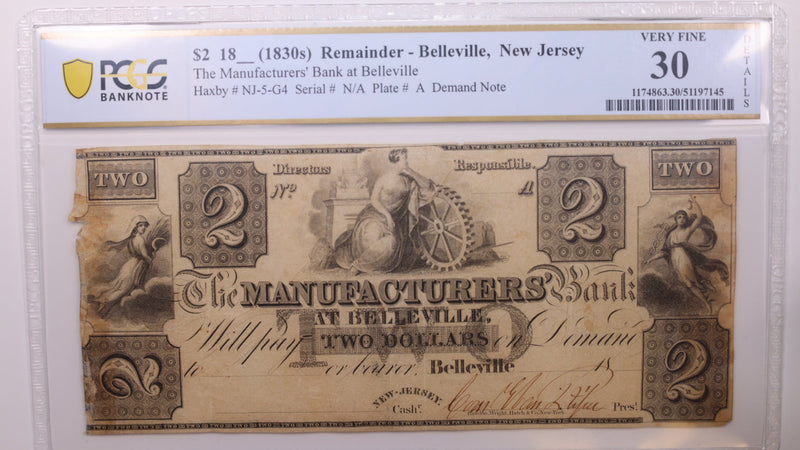 PCGS
BANKNOTE
$2 18__ (1830s) Remainder - Belleville, New Jersey
The Manufacturers' Bank at Belleville
Haxby # NJ-5-G4 Serial # N/A Plate # A Demand Note
VERY FINE
30
DETAILS
1174863.30/51197145
TWO
Directors
Responsible.
TWO
2
Nº
A
2
The MANUFACTURERS Bank
AT BELLEVILLE,
TWO
Will pay TWO DOLLARS on Demand
to or bearer. Belleville 18
2
2
NEW-JERSEY.
Cash.r
Pres.t